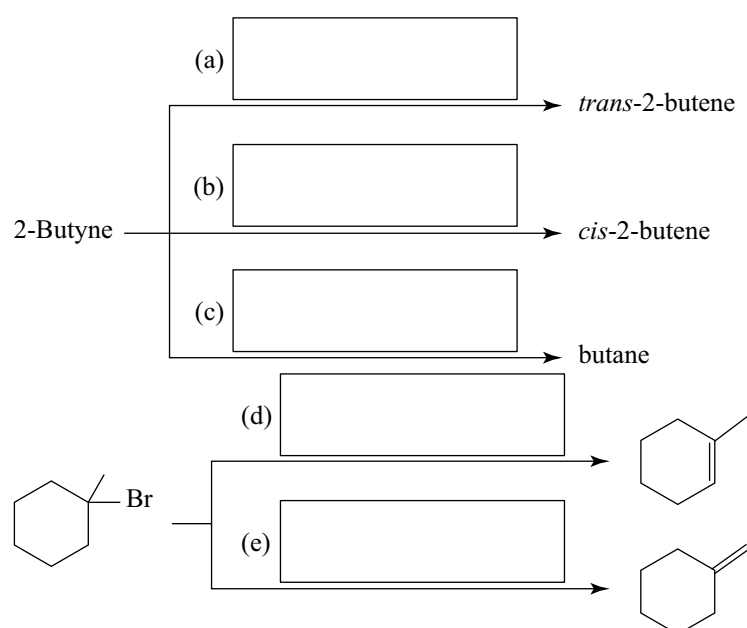 (a)
trans-2-butene
(b)
2-Butyne
cis-2-butene
(c)
butane
(d)
Br
(e)